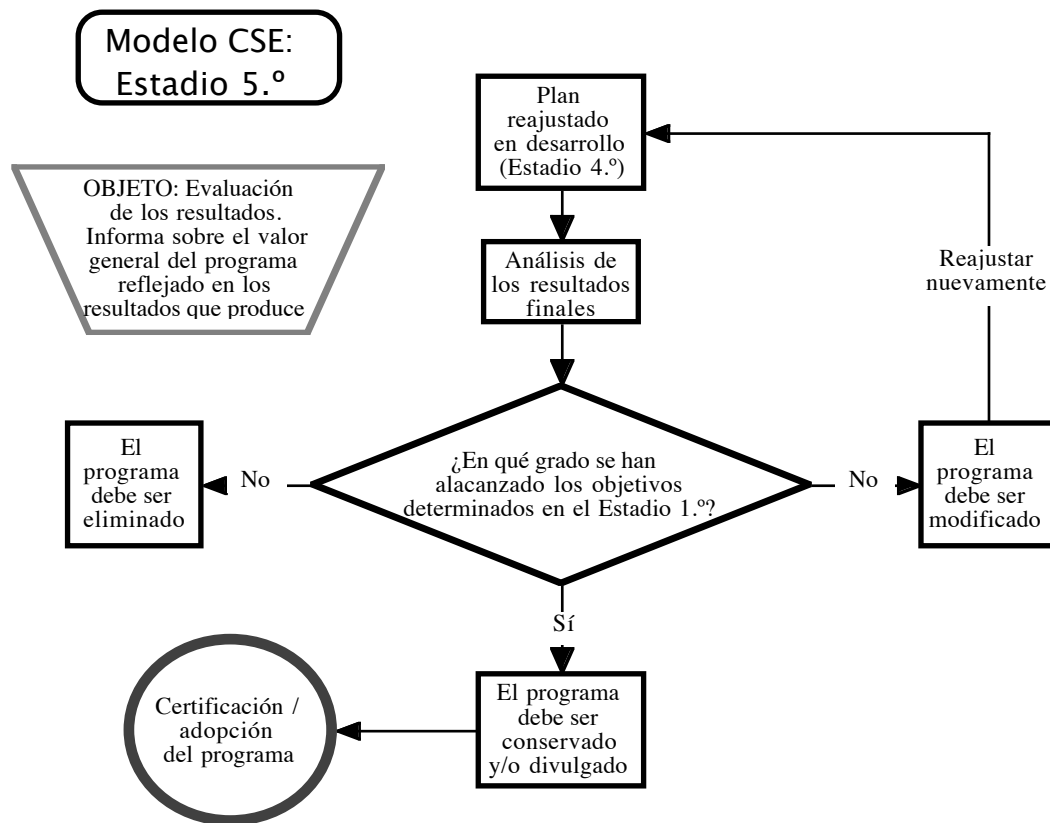 Modelo CSE:
Estadio 5.º
Plan
reajustado
en desarrollo
(Estadio 4.º)
OBJETO: Evaluación
de los resultados.
Informa sobre el valor
general del programa
reflejado en los
resultados que produce
Análisis de
los resultados
finales
Reajustar
nuevamente
El
programa
debe ser
eliminado
No
¿En qué grado se han
alacanzado los objetivos
determinados en el Estadio 1.º?
No
El
programa
debe ser
modificado
Sí
El programa
debe ser
conservado
y/o divulgado
Certificación /
adopción
del programa